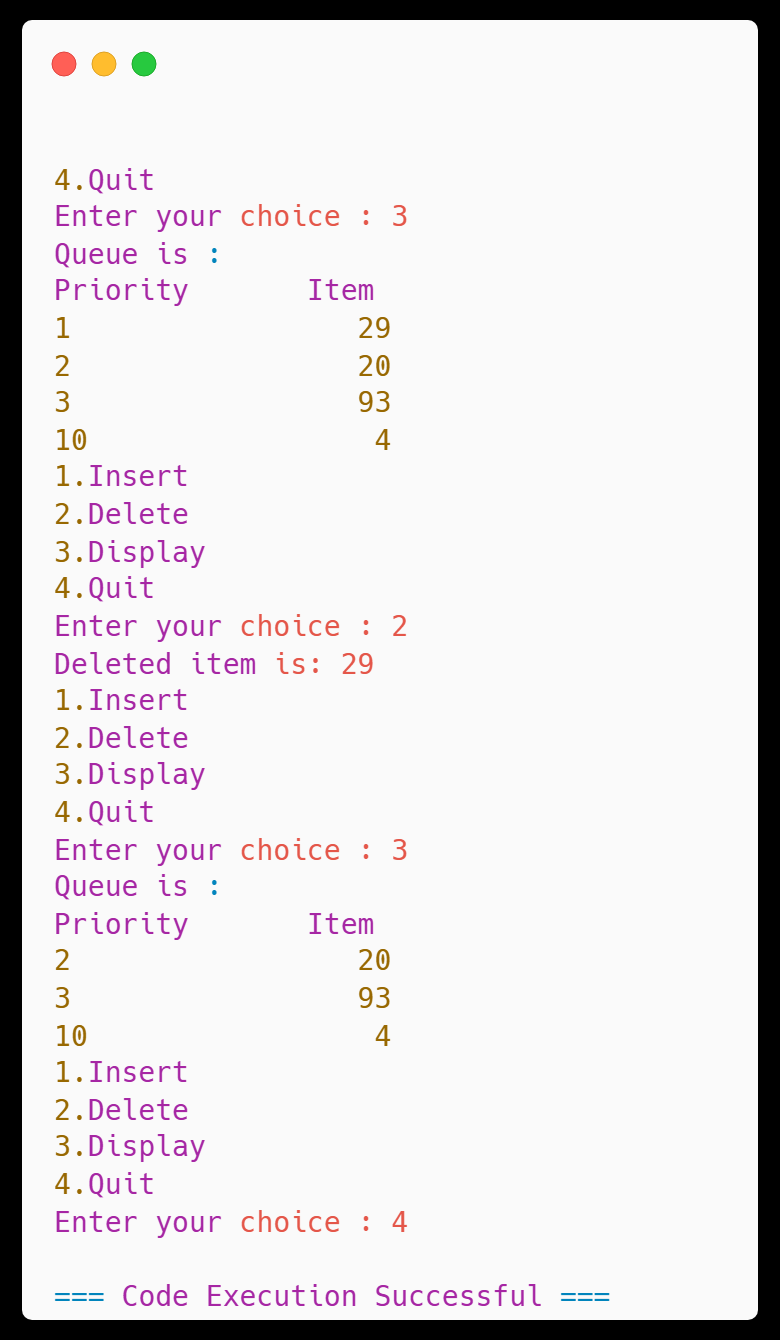 4.Quit
Enter your choice : 3
Queue is :
Priority       Item
1                 29
2                 20
3                 93
10                 4
1.Insert
2.Delete
3.Display
4.Quit
Enter your choice : 2
Deleted item is: 29
1.Insert
2.Delete
3.Display
4.Quit
Enter your choice : 3
Queue is :
Priority       Item
2                 20
3                 93
10                 4
1.Insert
2.Delete
3.Display
4.Quit
Enter your choice : 4
=== Code Execution Successful ===